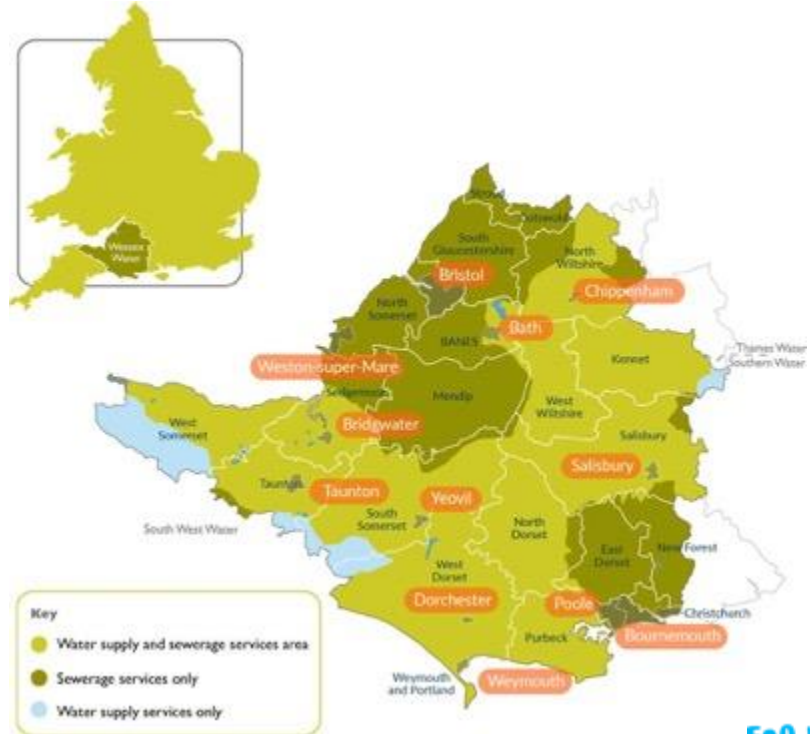 Wessex
Water
Stroud
Cotswolds
South
Gloucestershire
North
Wiltshire
Bristol
Chippenham
North
Somerset
BANES
Bath
Kennet
Thames Water
Southern Water
Weston-super-Mare
Sedgemoor
Mendip
West
Wiltshire
West
Somerset
Bridgwater
Salisbury
Salisbury
Taunton
Taunton
Yeovil
South
Somerset
South West Water
North
Dorset
East
Dorset
New Forest
West
Dorset
Dorchester
Poole
Christchurch
Bournemouth
Purbeck
Weymouth
and Portland
Weymouth
Key
Water supply and sewerage services area
Sewerage services only
Water supply services only